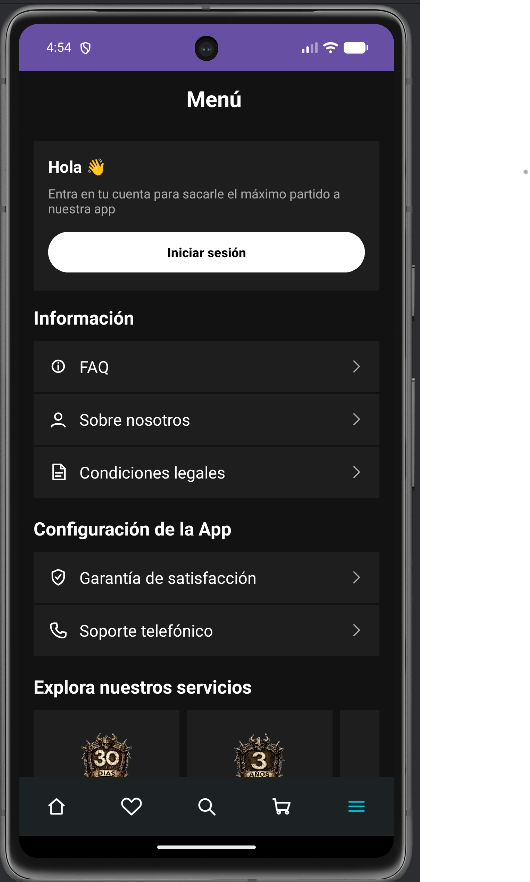 4:54
Menú
Hola 👋
Entra en tu cuenta para sacarle el máximo partido a
nuestra app
Iniciar sesión
Información
FAQ
Sobre nosotros
Condiciones legales
Configuración de la App
Garantía de satisfacción
Soporte telefónico
Explora nuestros servicios
30
DIAS
3
AÑOS